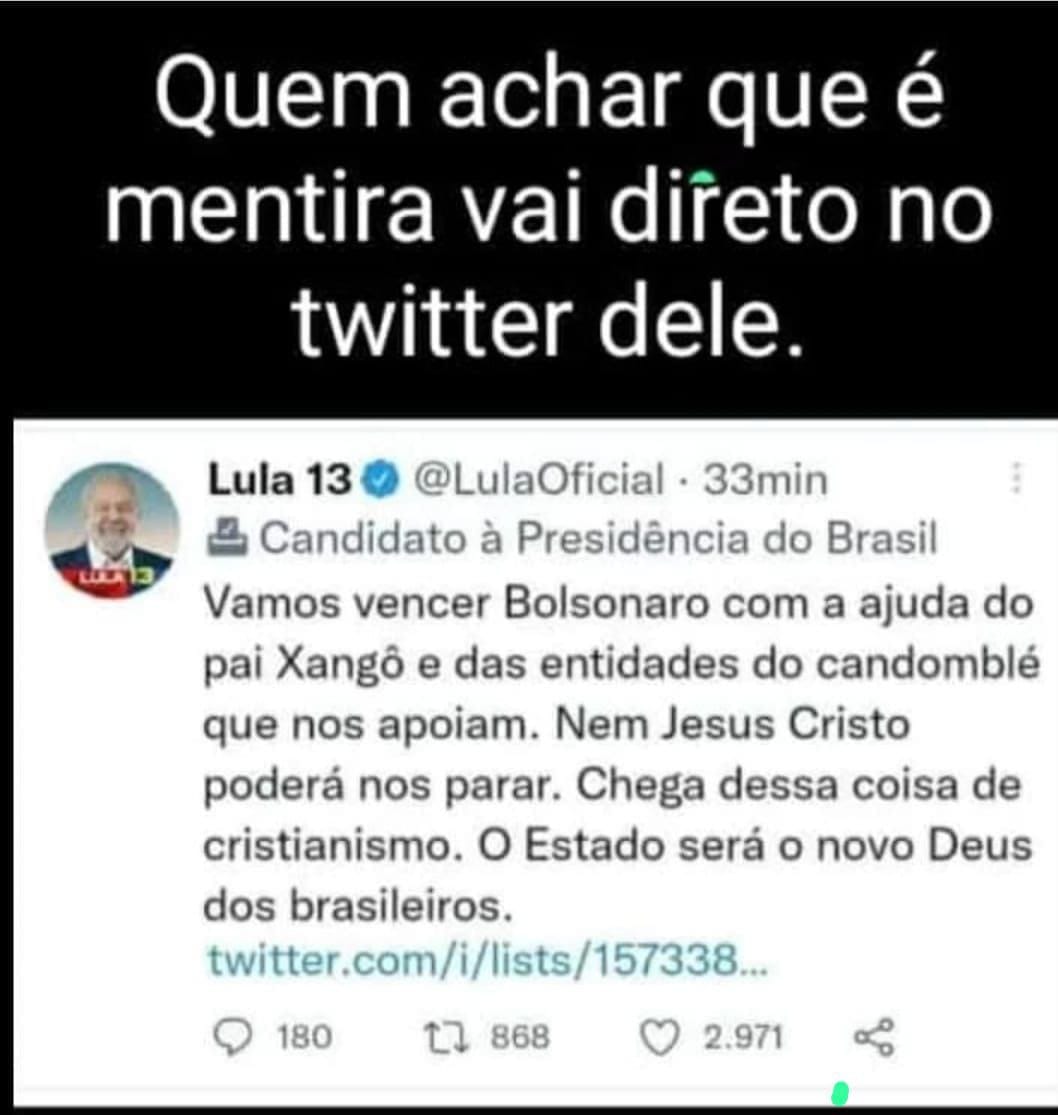 Quem achar que é
mentira vai direto no
twitter dele.
Lula 13 @LulaOficial · 33min
Candidato à Presidência do Brasil
LULA 13
Vamos vencer Bolsonaro com a ajuda do
pai Xangô e das entidades do candomblé
que nos apoiam. Nem Jesus Cristo
poderá nos parar. Chega dessa coisa de
cristianismo. O Estado será o novo Deus
dos brasileiros.
twitter.com/i/lists/157338...
180 868 2.971